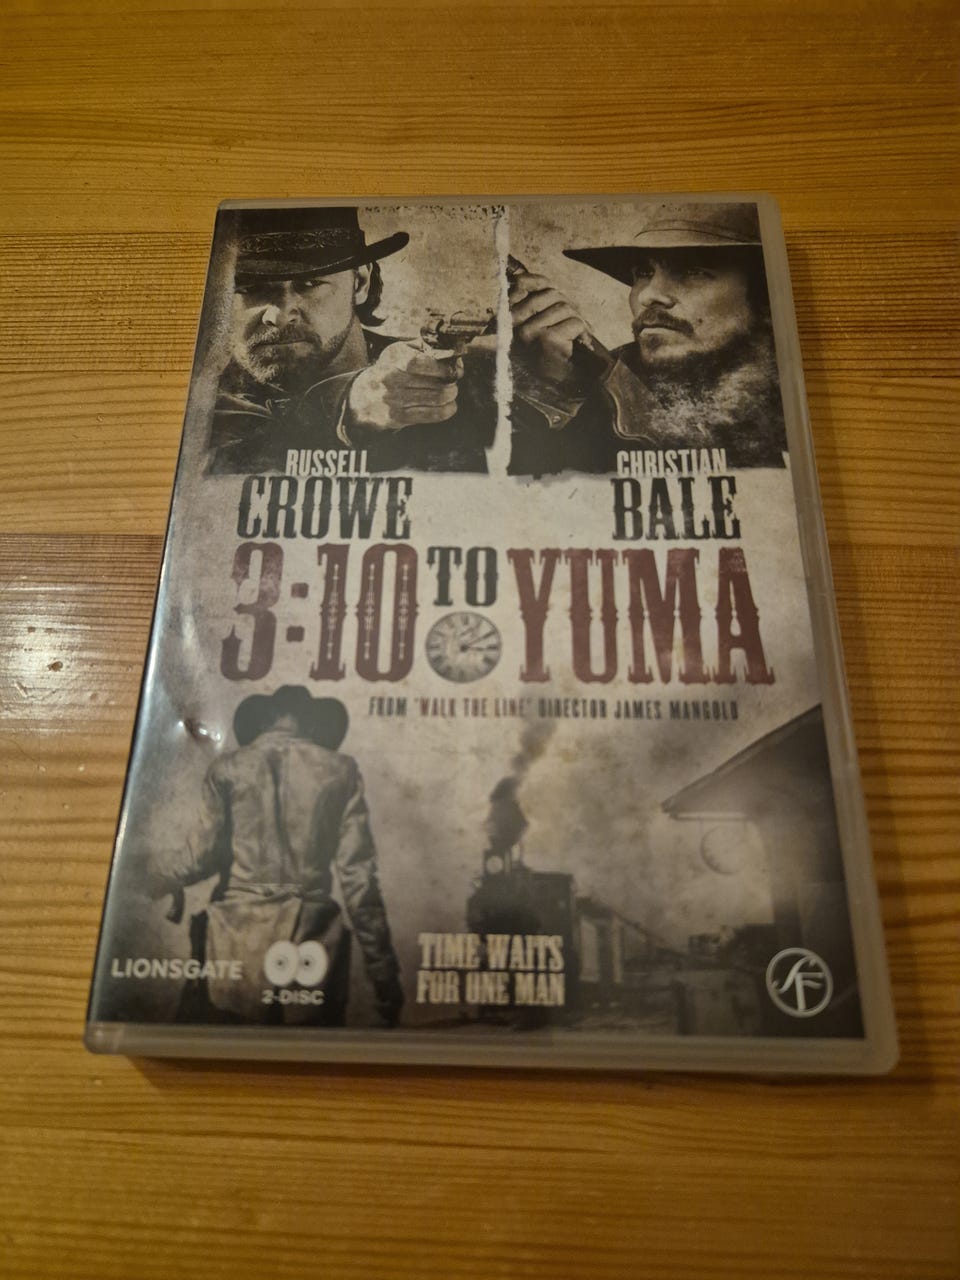 RUSSELL
CROWE
CHRISTIAN
BALE
3:10 TO YUMA
FROM "WALK THE LINE" DIRECTOR JAMES MANGOLD
TIME WAITS
FOR ONE MAN
LIONSGATE
2-DISC
SF